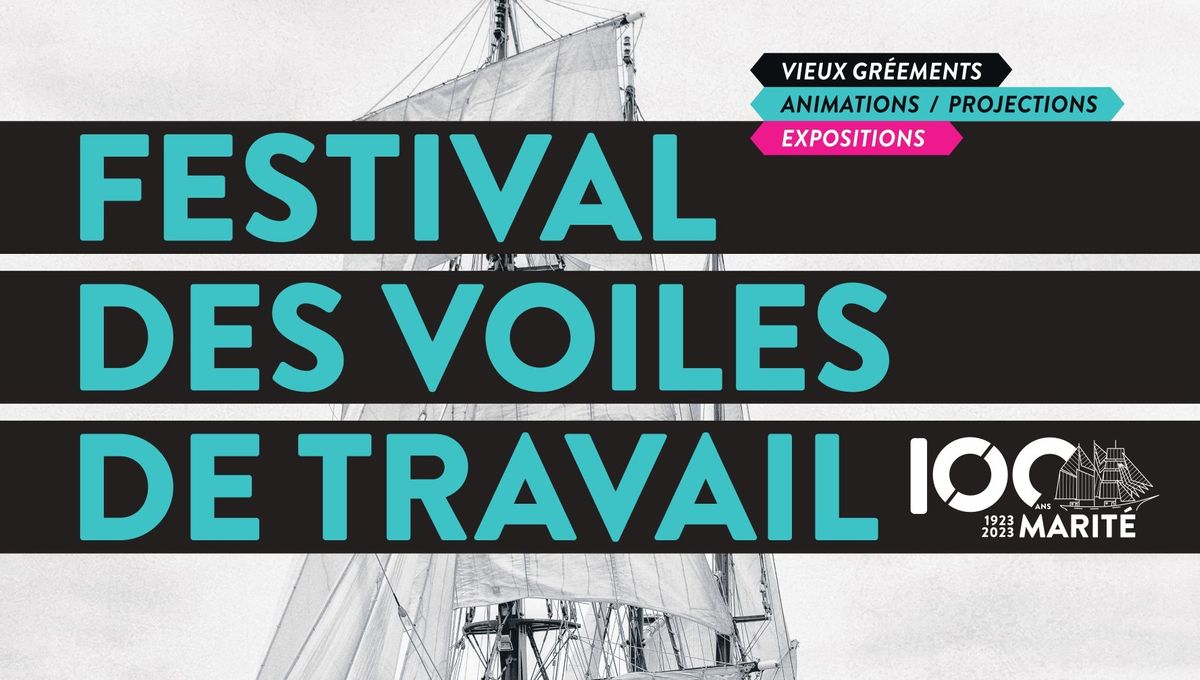 VIEUX GRÉEMENTS
ANIMATIONS / PROJECTIONS
EXPOSITIONS
FESTIVAL
DES VOILES
DE TRAVAIL
100
ANS
1923
2023
MARITÉ